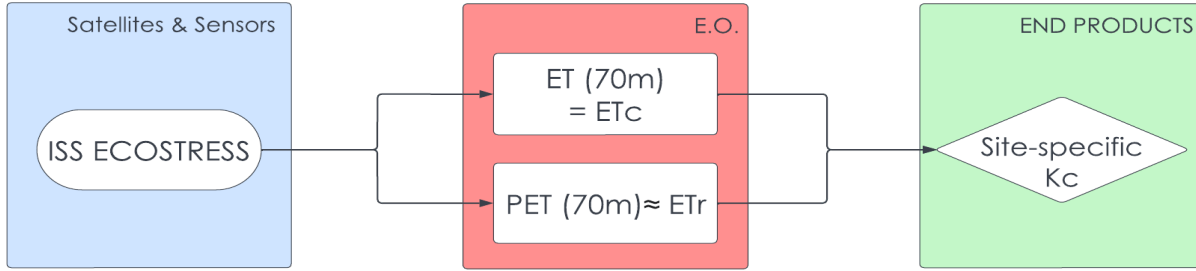 Satellites & Sensors
ISS ECOSTRESS
E.O.
ET (70m)
= ETc
PET (70m)≈ ETr
END PRODUCTS
Site-specific
Kc